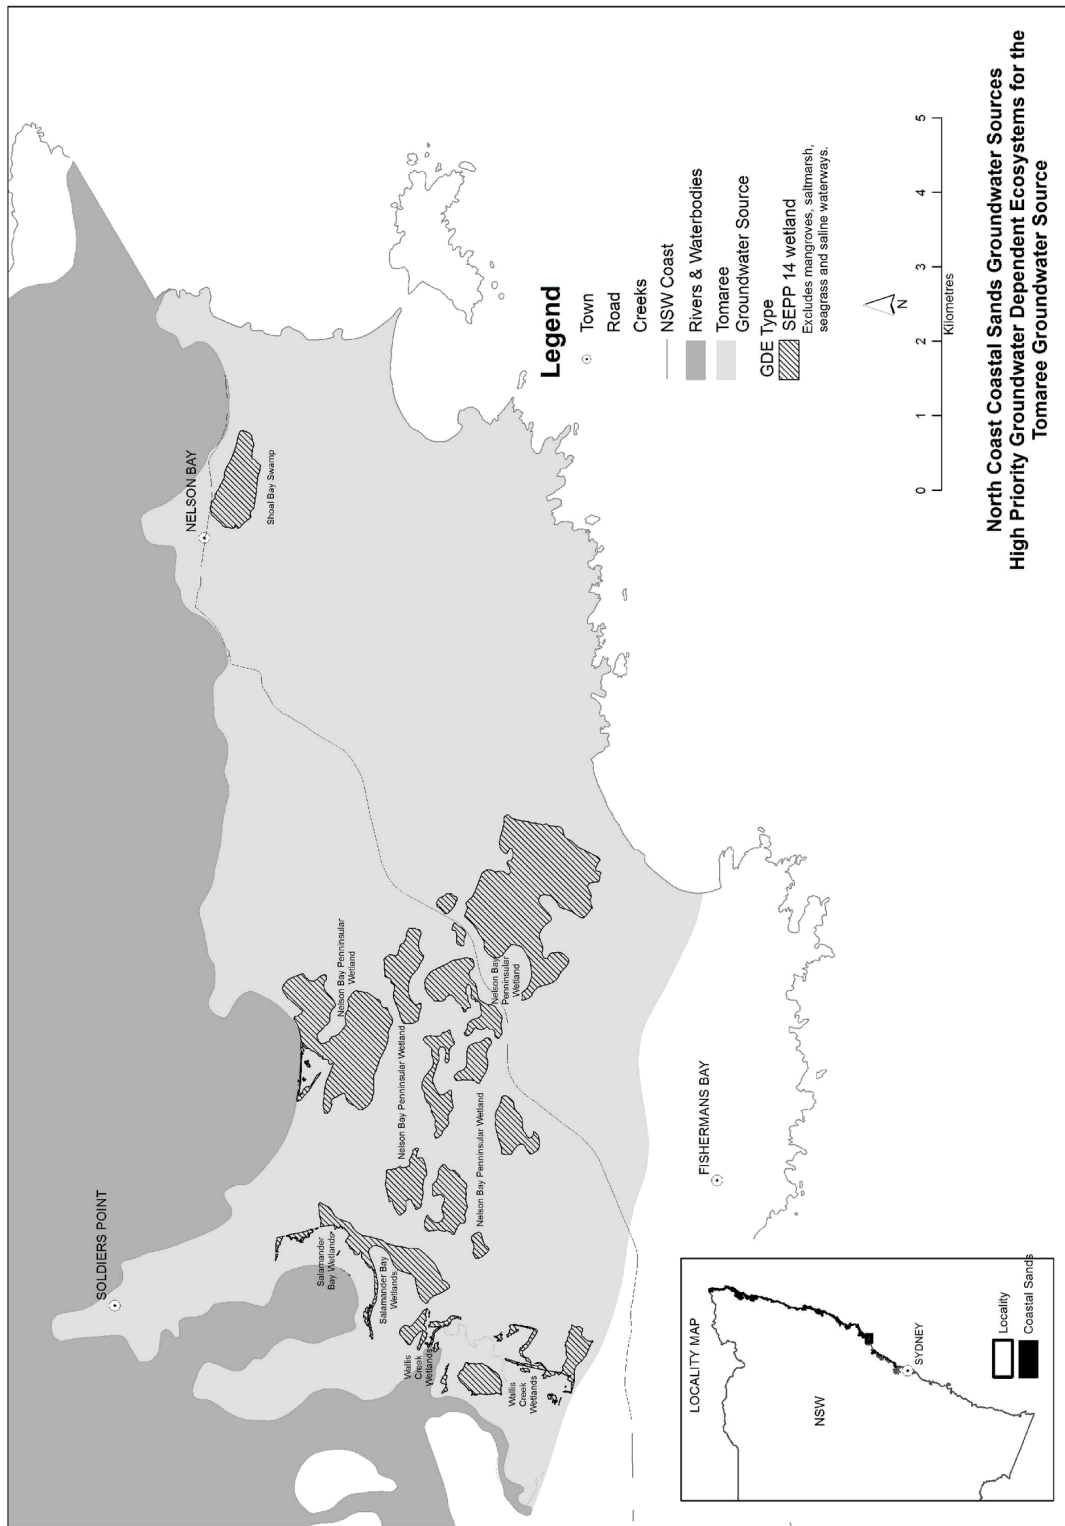 SOLDIERS POINT
NELSON BAY
Shoal Bay Swamp
Nelson Bay Penninsular
Wetland
Salamander
Bay Wetlands
Salamander Bay
Wetlands
Nelson Bay Penninsular Wetland
Nelson Bay
Penninsular
Wetland
Wallis
Creek
Wetlands
Nelson Bay Penninsular Wetland
Wallis
Creek
Wetlands
FISHERMANS BAY
Legend
Town
Road
Creeks
NSW Coast
Rivers & Waterbodies
Tomaree
Groundwater Source
GDE Type
SEPP 14 wetland
Excludes mangroves, saltmarsh,
seagrass and saline waterways.
N
0 1 2 3 4 5
Kilometres
LOCALITY MAP
NSW
SYDNEY
Locality
Coastal Sands
North Coast Coastal Sands Groundwater Sources
High Priority Groundwater Dependent Ecosystems for the
Tomaree Groundwater Source